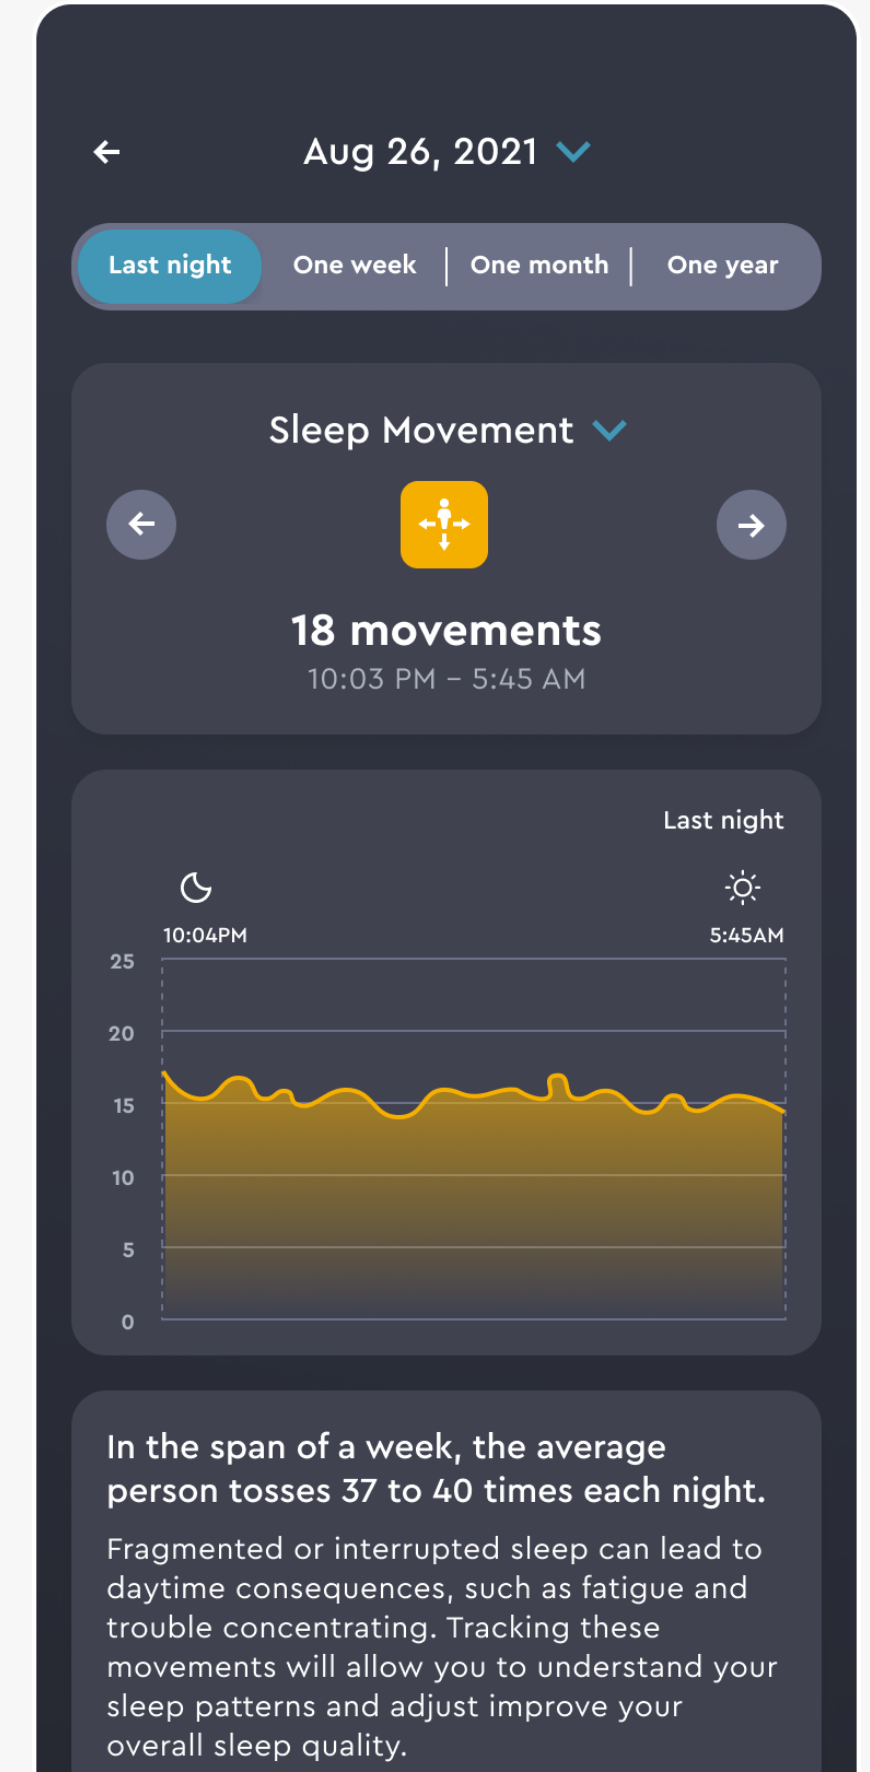 Aug 26, 2021
Last night
One week
One month
One year
Sleep Movement
18 movements
10:03 PM – 5:45 AM
Last night
10:04PM
5:45AM
25
20
15
10
5
0
In the span of a week, the average
person tosses 37 to 40 times each night.
Fragmented or interrupted sleep can lead to
daytime consequences, such as fatigue and
trouble concentrating. Tracking these
movements will allow you to understand your
sleep patterns and adjust improve your
overall sleep quality.